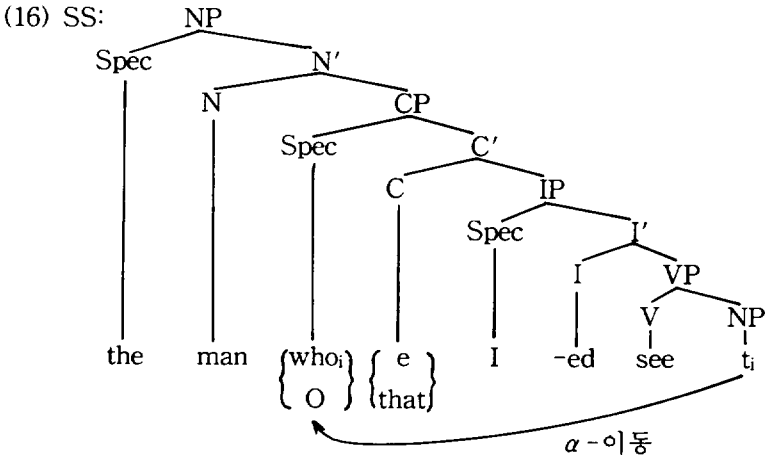 (16) SS: NP
Spec N′
N CP
Spec C′
C IP
Spec I′
I VP
V NP
the man {whoᵢ {e I -ed see tᵢ
O} that}
α-이동